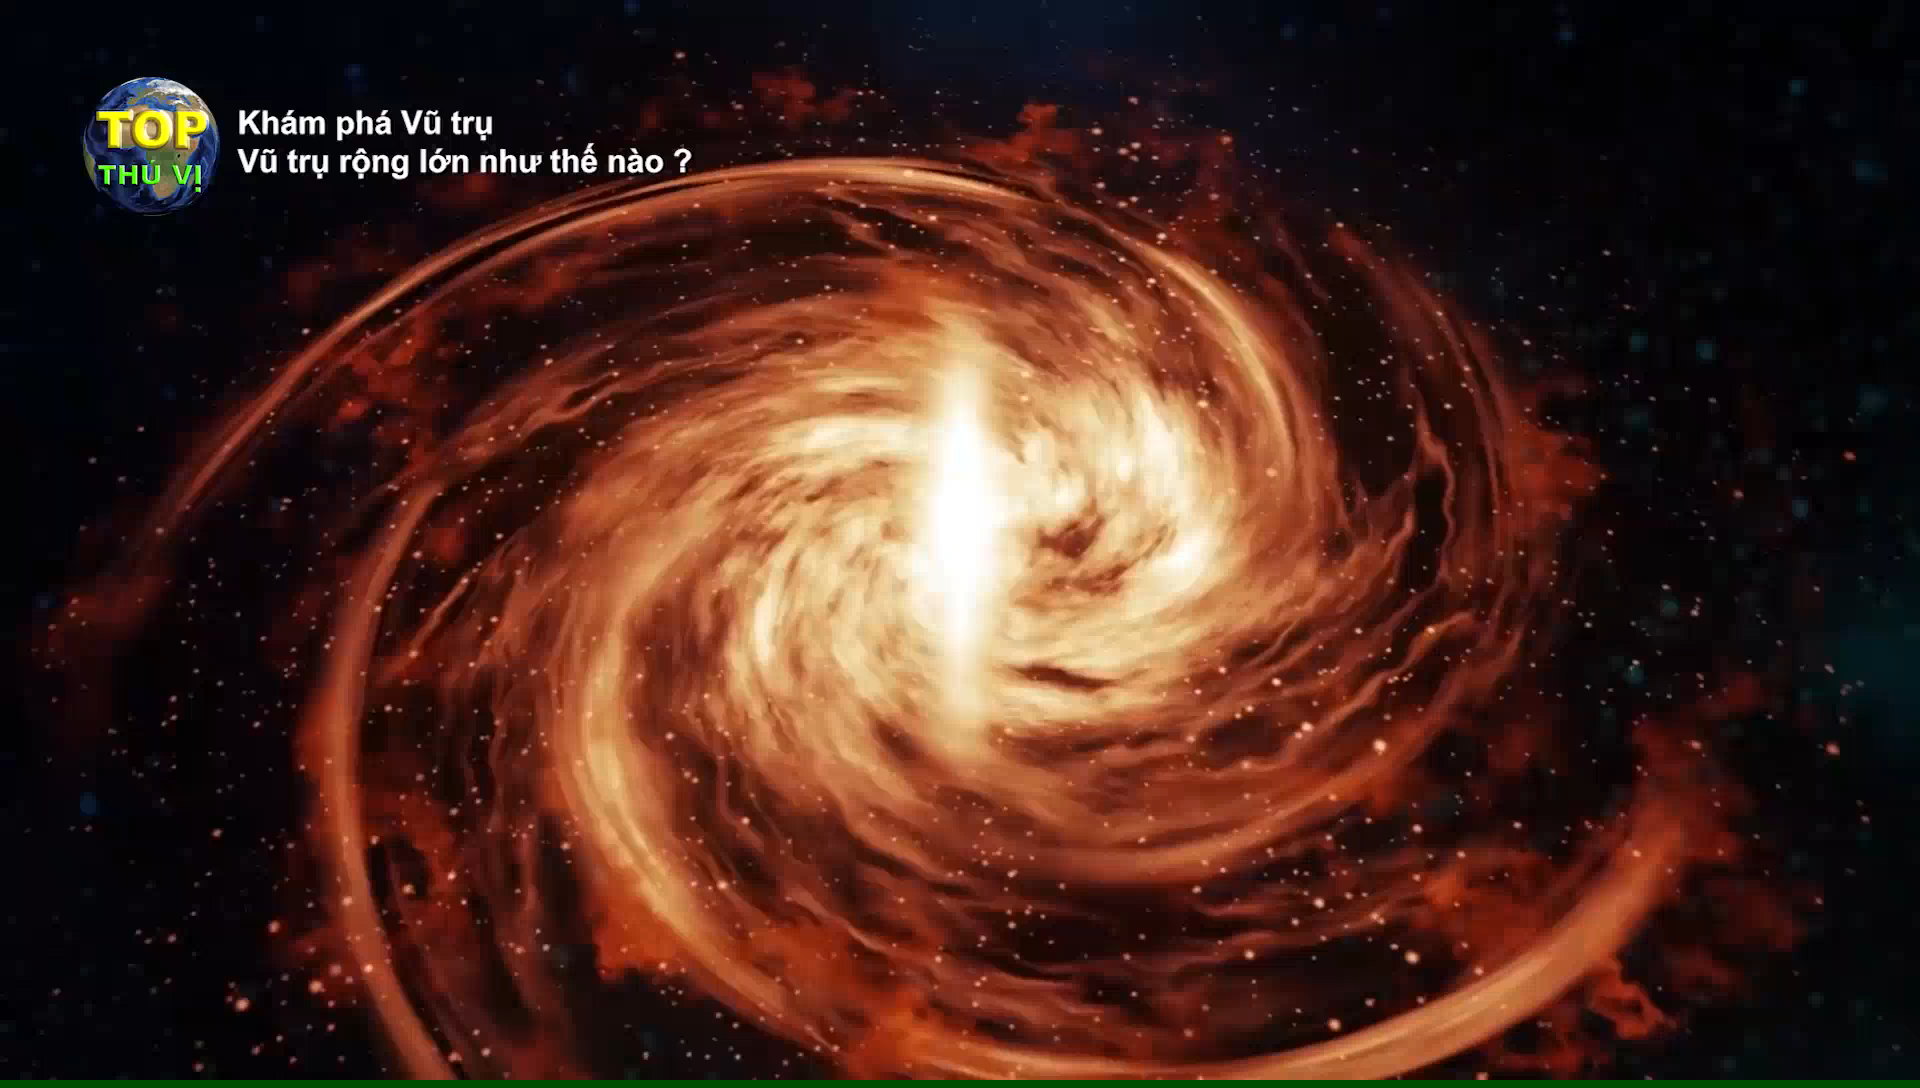 TOP
THÚ VỊ
Khám phá Vũ trụ
Vũ trụ rộng lớn như thế nào ?